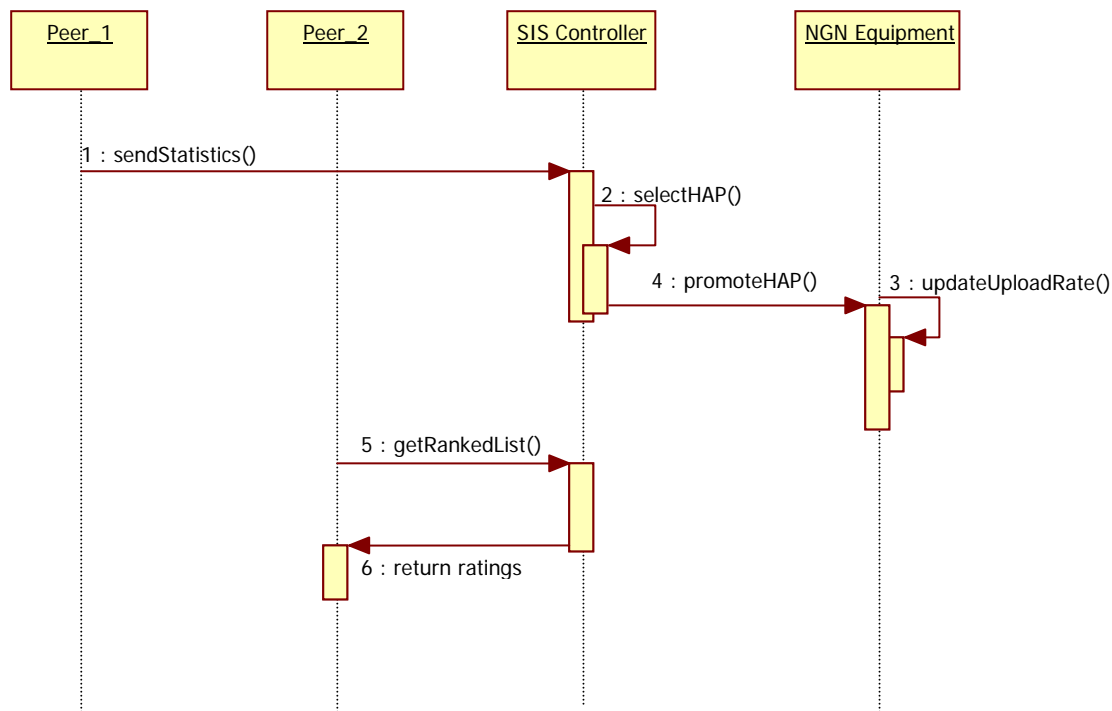 Peer_1
Peer_2
SIS Controller
NGN Equipment
1 : sendStatistics()
2 : selectHAP()
4 : promoteHAP()
3 : updateUploadRate()
5 : getRankedList()
6 : return ratings